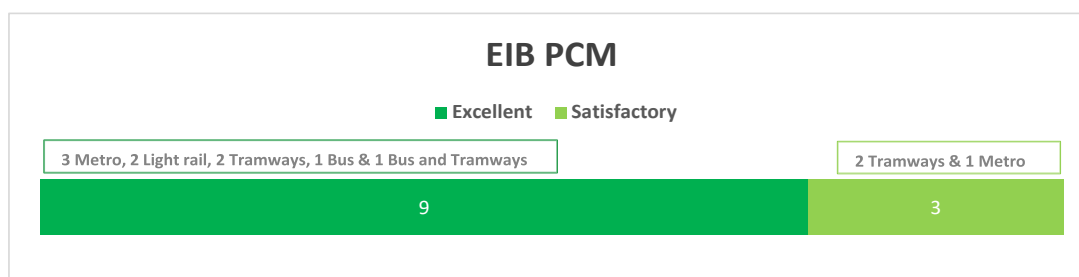 EIB PCM
Excellent Satisfactory
3 Metro, 2 Light rail, 2 Tramways, 1 Bus & 1 Bus and Tramways
2 Tramways & 1 Metro
9
3